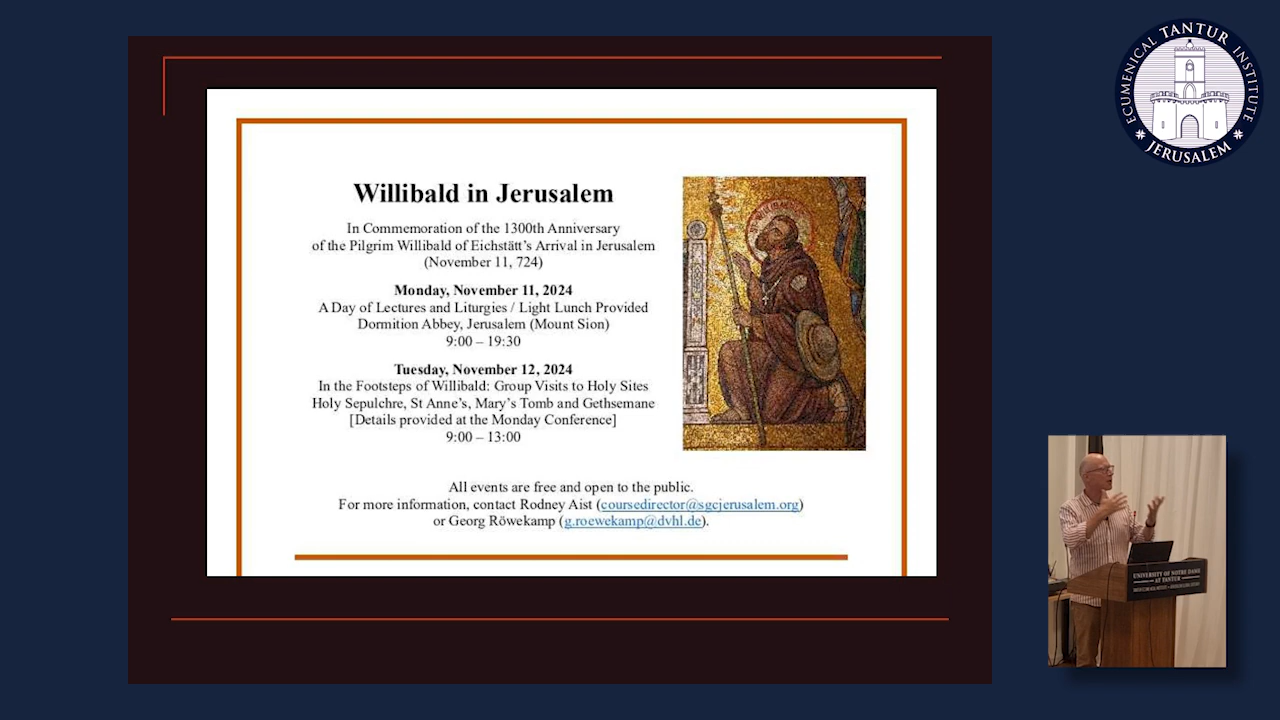 Willibald in Jerusalem
In Commemoration of the 1300th Anniversary
of the Pilgrim Willibald of Eichstätt's Arrival in Jerusalem
(November 11, 724)
Monday, November 11, 2024
A Day of Lectures and Liturgies / Light Lunch Provided
Dormition Abbey, Jerusalem (Mount Sion)
9:00 – 19:30
Tuesday, November 12, 2024
In the Footsteps of Willibald: Group Visits to Holy Sites
Holy Sepulchre, St Anne's, Mary's Tomb and Gethsemane
[Details provided at the Monday Conference]
9:00 – 13:00
All events are free and open to the public.
For more information, contact Rodney Aist (coursedirector@sgcjerusalem.org)
or Georg Röwekamp (g.roewekamp@dvhl.de).
ECUMENICAL TANTUR INSTITUTE
JERUSALEM
UNIVERSITY OF NOTRE DAME
AT TANTUR